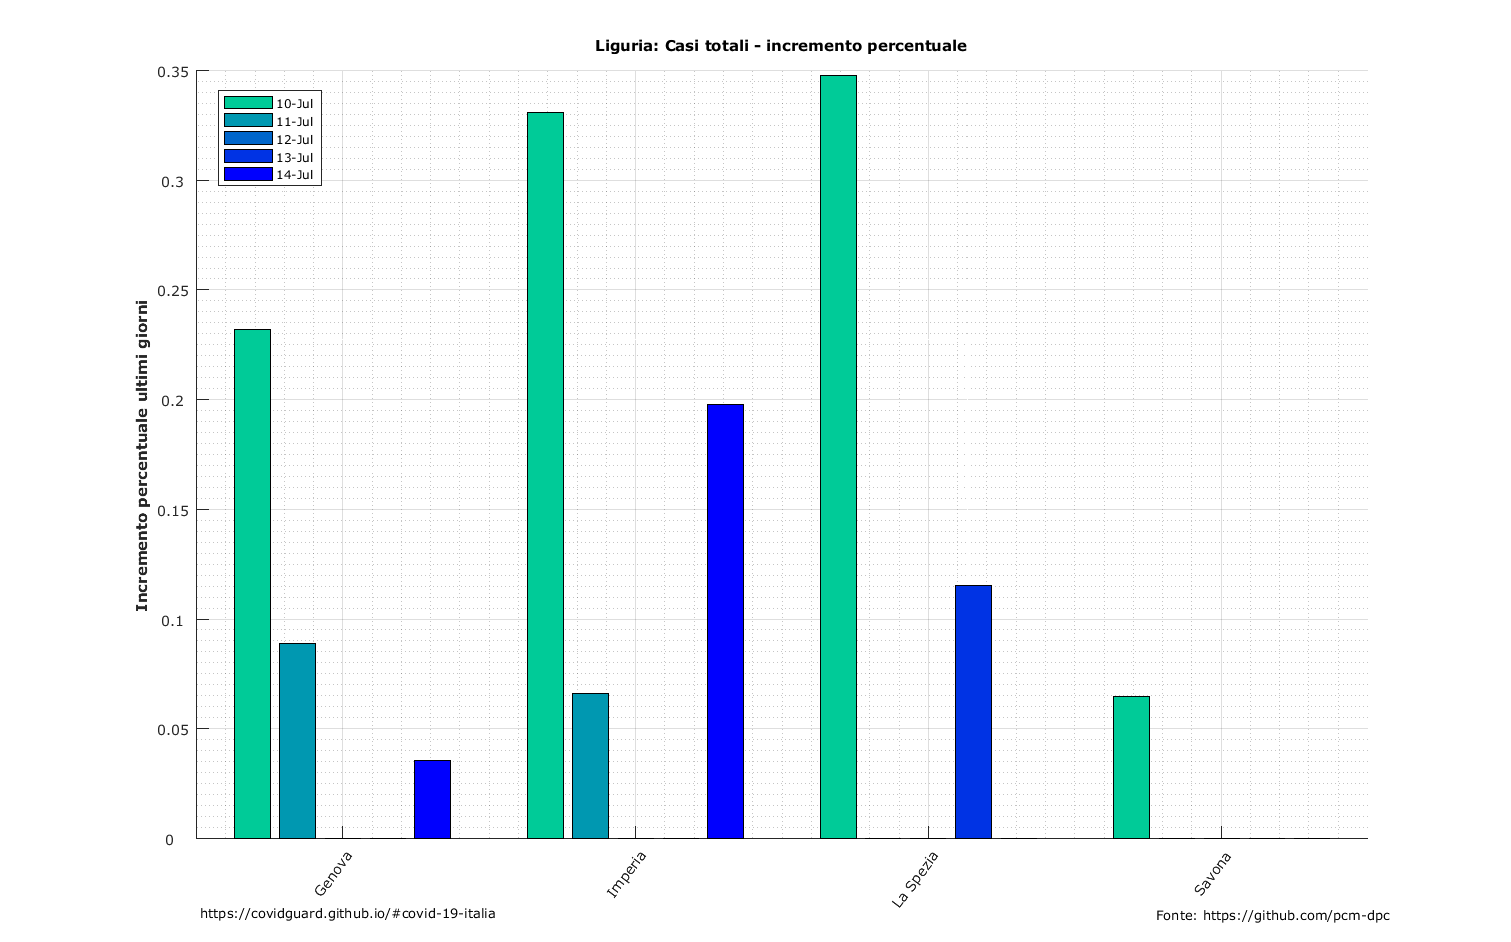 Liguria: Casi totali - incremento percentuale
0.35
0.3
0.25
0.2
0.15
0.1
0.05
0
10-Jul
11-Jul
12-Jul
13-Jul
14-Jul
Incremento percentuale ultimi giorni
Genova
Imperia
La Spezia
Savona
https://covidguard.github.io/#covid-19-italia
Fonte: https://github.com/pcm-dpc